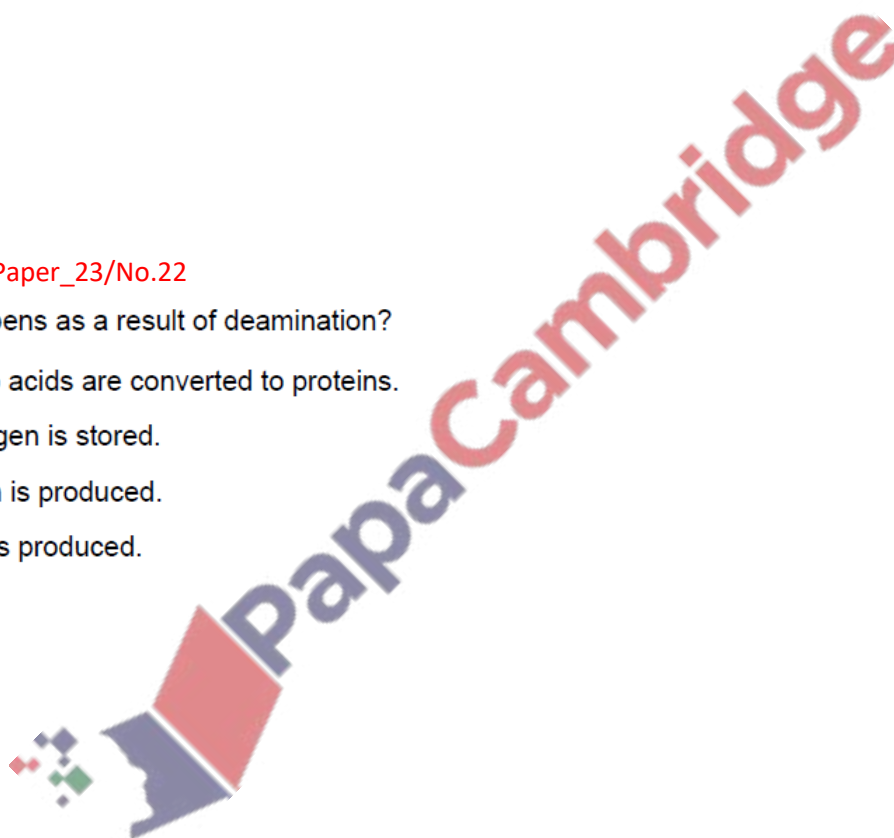 Paper_23/No.22
ens as a result of deamination?
acids are converted to proteins.
gen is stored.
is produced.
s produced.
PapaCambridge